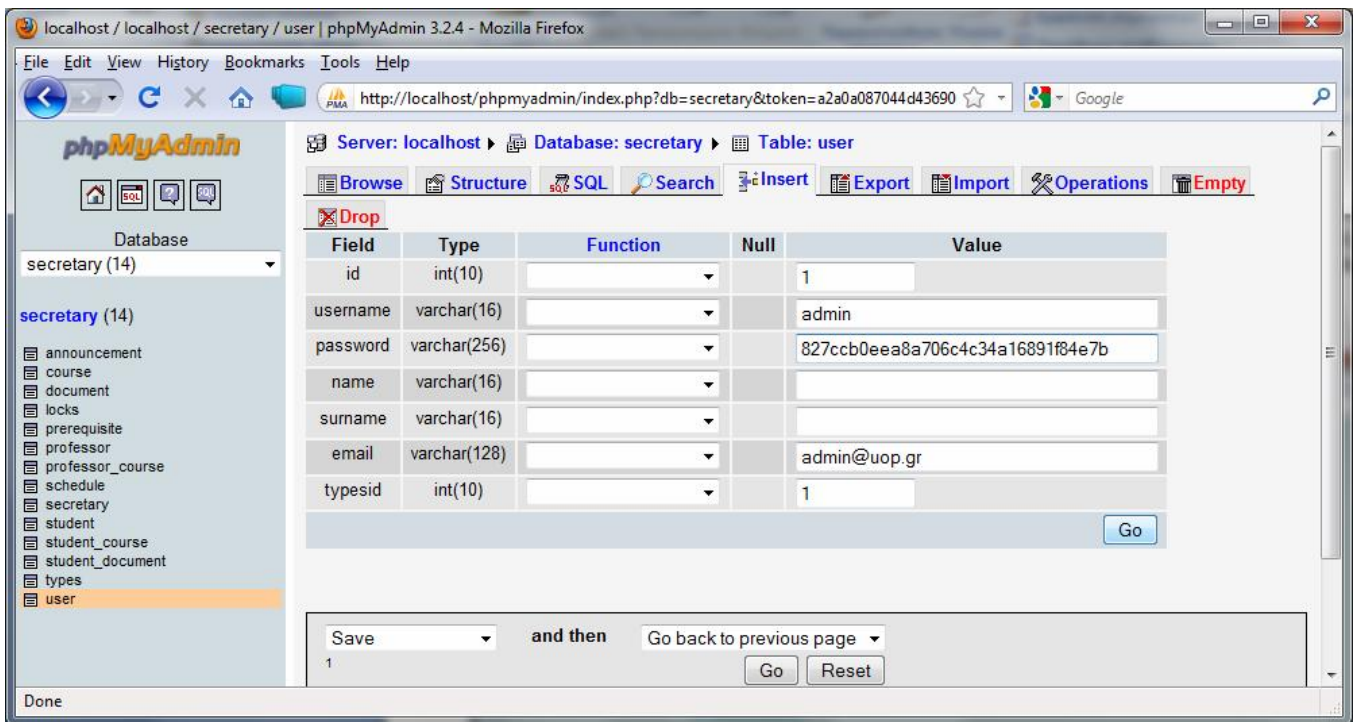 localhost / localhost / secretary / user | phpMyAdmin 3.2.4 - Mozilla Firefox
File Edit View History Bookmarks Tools Help
PMA http://localhost/phpmyadmin/index.php?db=secretary&token=a2a0a087044d43690 Google
phpMyAdmin
Server: localhost Database: secretary Table: user
Browse Structure SQL Search Insert Export Import Operations Empty
Drop
SQL
Database
secretary (14)
secretary (14)
announcement
course
document
locks
prerequisite
professor
professor_course
schedule
secretary
student
student_course
student_document
types
user
Field Type Function Null Value
id int(10) 1
username varchar(16) admin
password varchar(256) 827ccb0eea8a706c4c34a16891f84e7b
name varchar(16)
surname varchar(16)
email varchar(128) admin@uop.gr
typesid int(10) 1
Go
Save and then Go back to previous page
1
Go Reset
Done